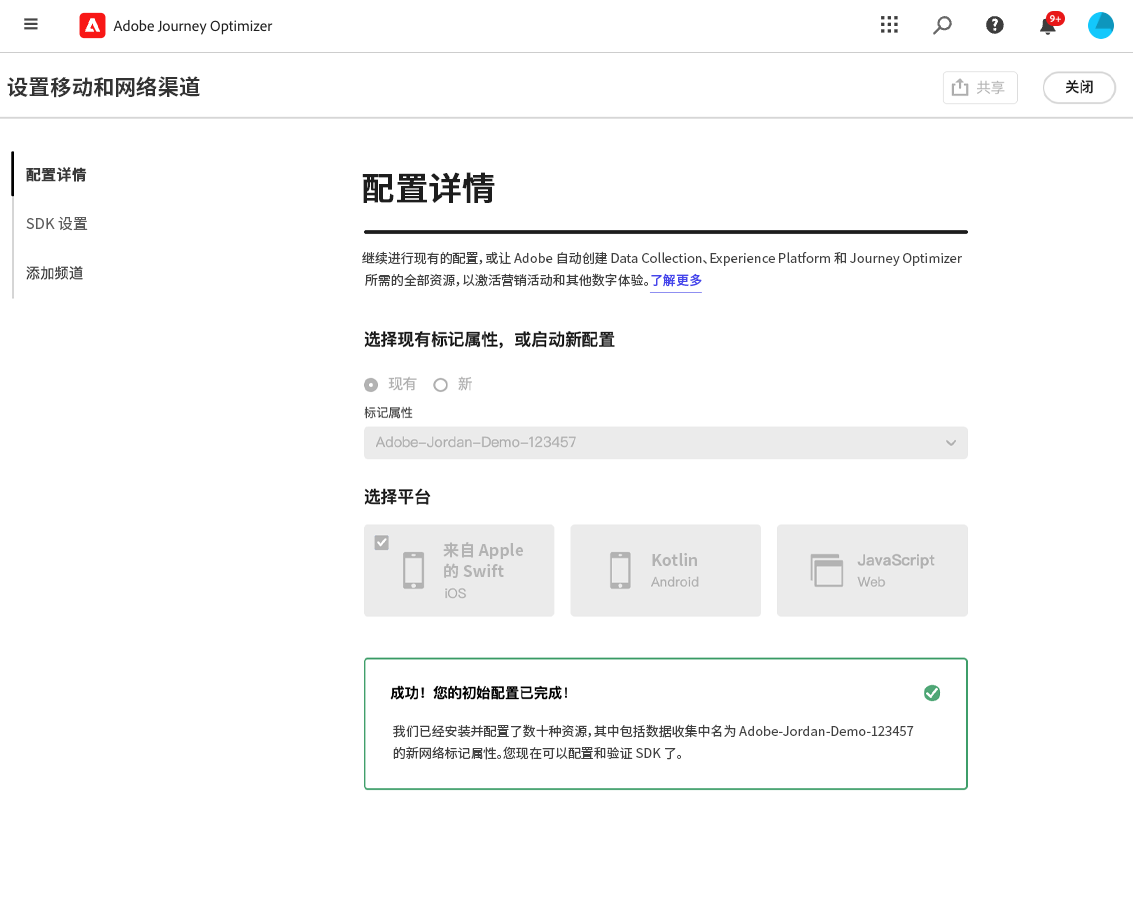 Adobe Journey Optimizer
9+
设置移动和网络渠道
共享
关闭
配置详情
SDK 设置
添加频道
配置详情
继续进行现有的配置，或让 Adobe 自动创建 Data Collection、Experience Platform 和 Journey Optimizer
所需的全部资源，以激活营销活动和其他数字体验。了解更多
选择现有标记属性，或启动新配置
现有
新
标记属性
Adobe-Jordan-Demo-123457
选择平台
来自 Apple
的 Swift
iOS
Kotlin
Android
JavaScript
Web
成功！您的初始配置已完成！
我们已经安装并配置了数十种资源，其中包括数据收集中名为 Adobe-Jordan-Demo-123457
的新网络标记属性。您现在可以配置和验证 SDK 了。